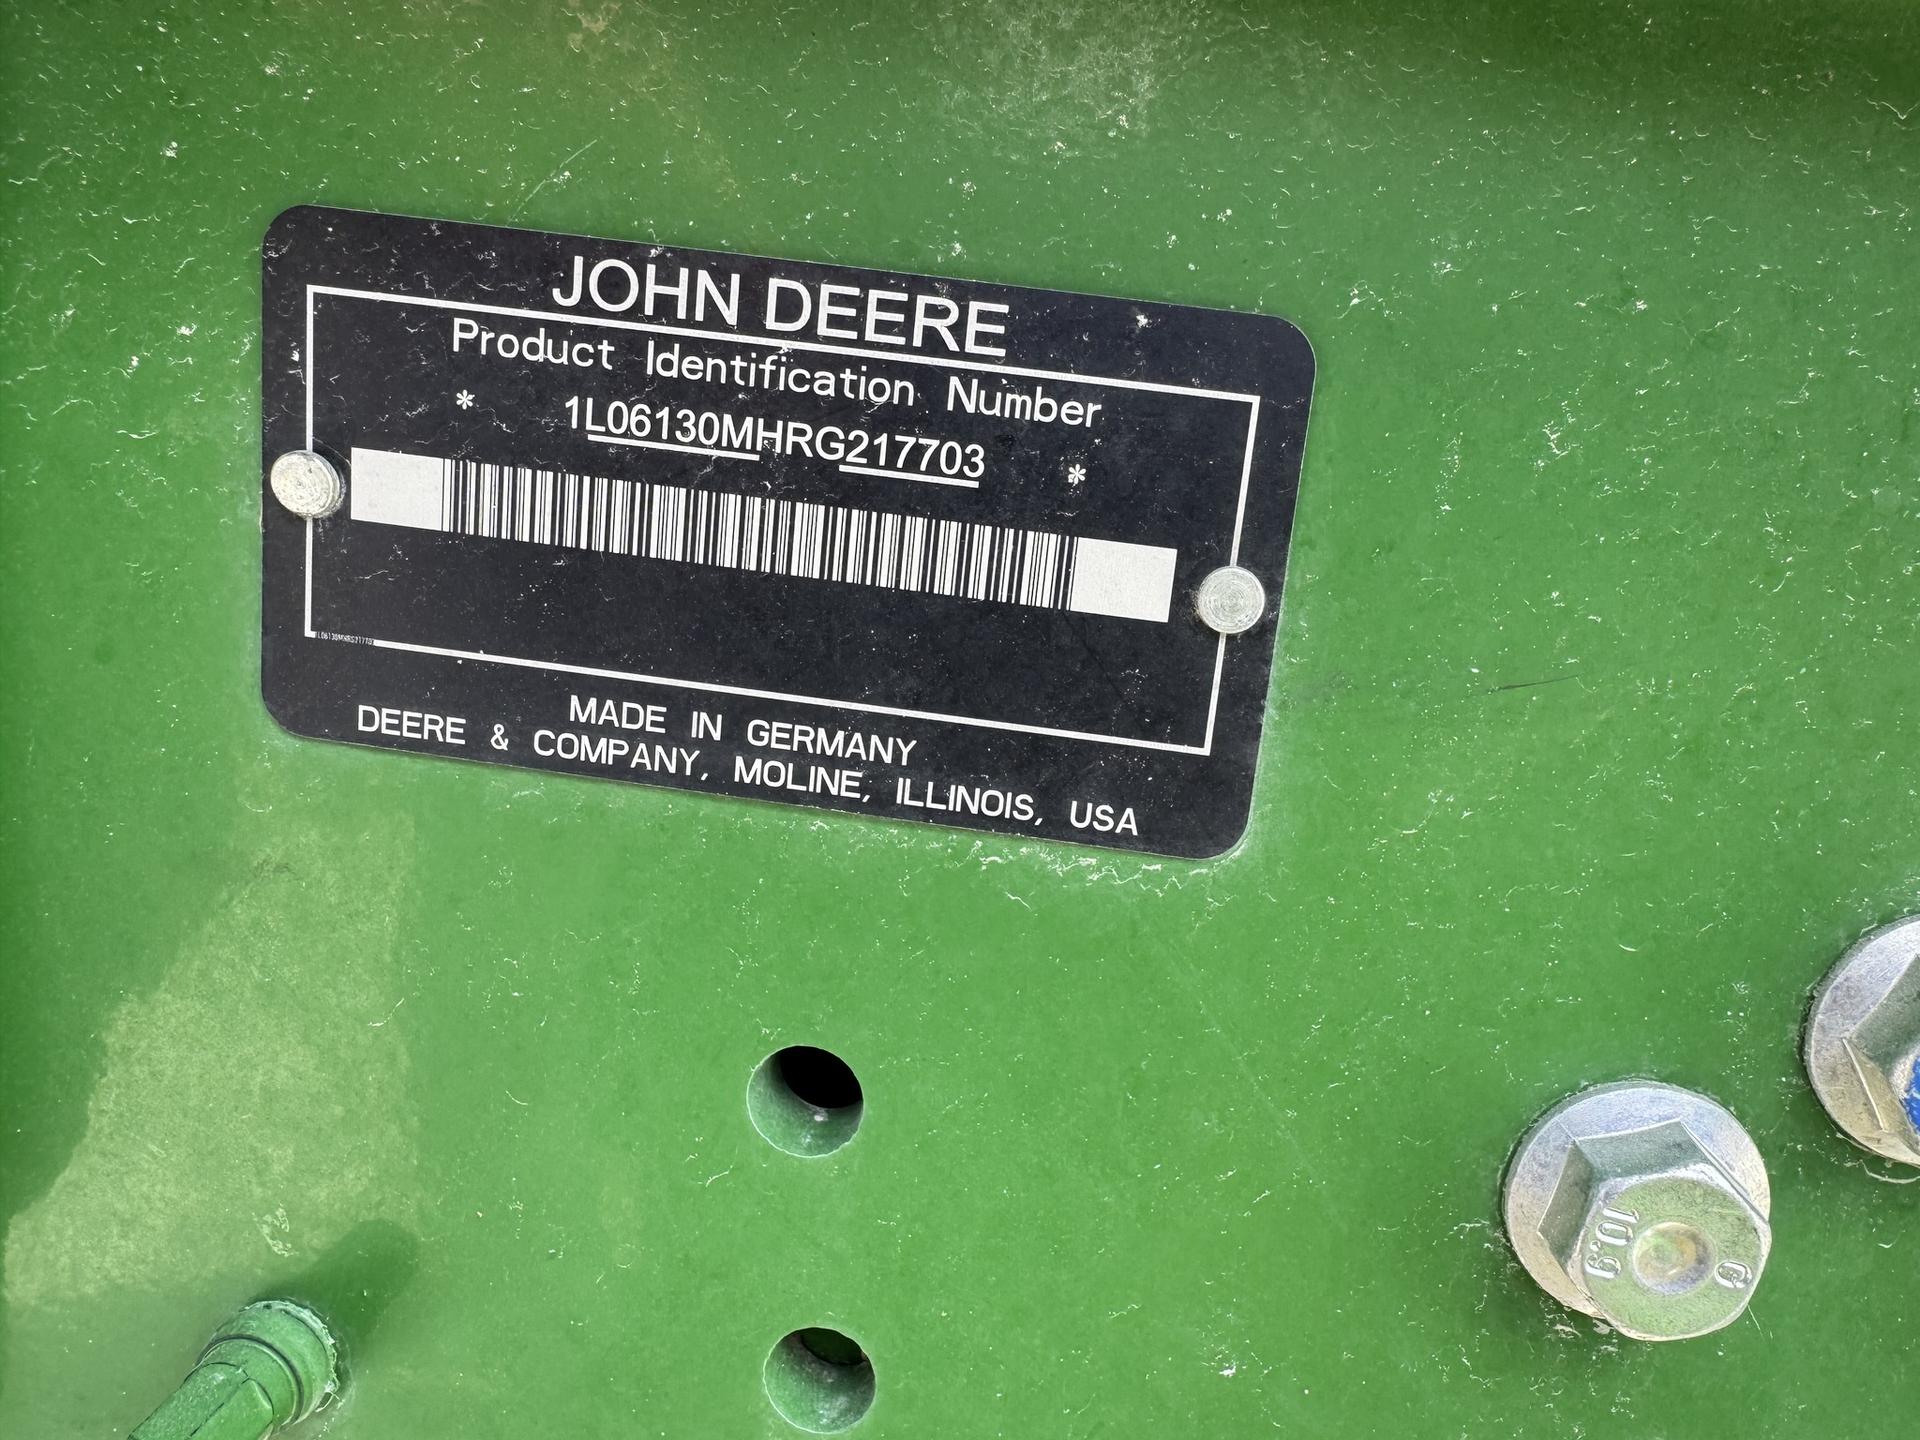 JOHN DEERE
Product Identification Number
* 1L06130MHRG217703 *
MADE IN GERMANY
DEERE & COMPANY, MOLINE, ILLINOIS, USA
10.9